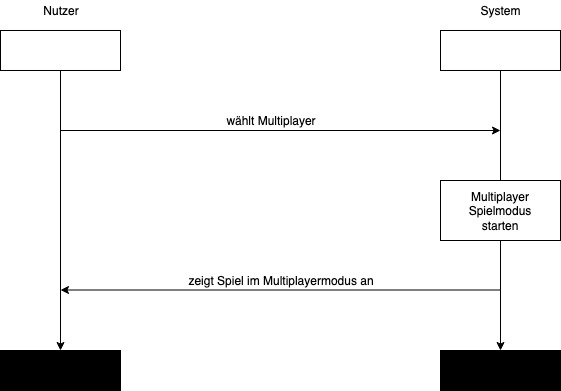 Nutzer
System
wählt Multiplayer
Multiplayer
Spielmodus
starten
zeigt Spiel im Multiplayermodus an